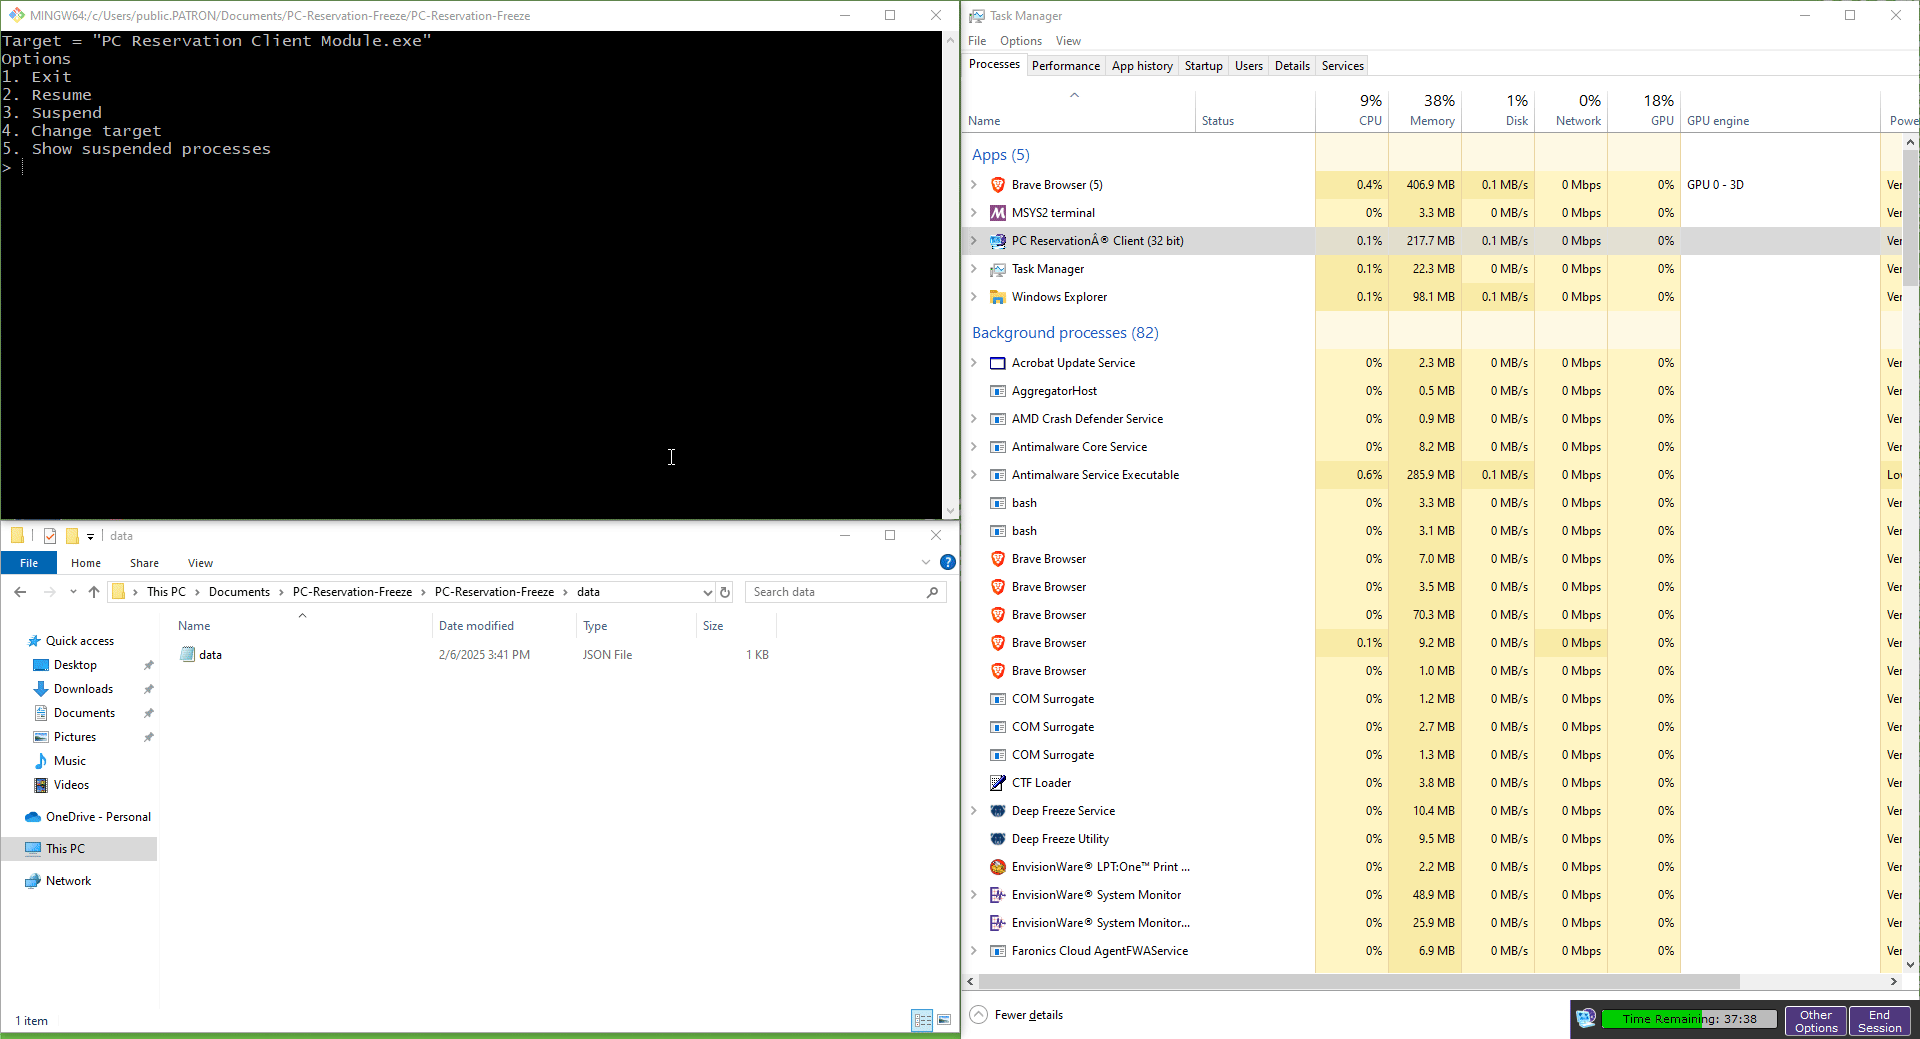 MINGW64:/c/Users/public.PATRON/Documents/PC-Reservation-Freeze/PC-Reservation-Freeze
Target = "PC Reservation Client Module.exe"
Options
1. Exit
2. Resume
3. Suspend
4. Change target
5. Show suspended processes
>
data
File Home Share View
This PC > Documents > PC-Reservation-Freeze > PC-Reservation-Freeze > data
Search data
Name Date modified Type Size
data 2/6/2025 3:41 PM JSON File 1 KB
Quick access
Desktop
Downloads
Documents
Pictures
Music
Videos
OneDrive - Personal
This PC
Network
1 item
Task Manager
File Options View
Processes Performance App history Startup Users Details Services
9% 38% 1% 0% 18%
Name Status CPU Memory Disk Network GPU GPU engine Powe
Apps (5)
Brave Browser (5) 0.4% 406.9 MB 0.1 MB/s 0 Mbps 0% GPU 0 - 3D Ver
MSYS2 terminal 0% 3.3 MB 0 MB/s 0 Mbps 0% Ver
PC ReservationÂ® Client (32 bit) 0.1% 217.7 MB 0.1 MB/s 0 Mbps 0% Ver
Task Manager 0.1% 22.3 MB 0 MB/s 0 Mbps 0% Ver
Windows Explorer 0.1% 98.1 MB 0.1 MB/s 0 Mbps 0% Ver
Background processes (82)
Acrobat Update Service 0% 2.3 MB 0 MB/s 0 Mbps 0% Ver
AggregatorHost 0% 0.5 MB 0 MB/s 0 Mbps 0% Ver
AMD Crash Defender Service 0% 0.9 MB 0 MB/s 0 Mbps 0% Ver
Antimalware Core Service 0% 8.2 MB 0 MB/s 0 Mbps 0% Ver
Antimalware Service Executable 0.6% 285.9 MB 0.1 MB/s 0 Mbps 0% Lov
bash 0% 3.3 MB 0 MB/s 0 Mbps 0% Ver
bash 0% 3.1 MB 0 MB/s 0 Mbps 0% Ver
Brave Browser 0% 7.0 MB 0 MB/s 0 Mbps 0% Ver
Brave Browser 0% 3.5 MB 0 MB/s 0 Mbps 0% Ver
Brave Browser 0% 70.3 MB 0 MB/s 0 Mbps 0% Ver
Brave Browser 0.1% 9.2 MB 0 MB/s 0 Mbps 0% Ver
Brave Browser 0% 1.0 MB 0 MB/s 0 Mbps 0% Ver
COM Surrogate 0% 1.2 MB 0 MB/s 0 Mbps 0% Ver
COM Surrogate 0% 2.7 MB 0 MB/s 0 Mbps 0% Ver
COM Surrogate 0% 1.3 MB 0 MB/s 0 Mbps 0% Ver
CTF Loader 0% 3.8 MB 0 MB/s 0 Mbps 0% Ver
Deep Freeze Service 0% 10.4 MB 0 MB/s 0 Mbps 0% Ver
Deep Freeze Utility 0% 9.5 MB 0 MB/s 0 Mbps 0% Ver
EnvisionWare® LPT:One™ Print ... 0% 2.2 MB 0 MB/s 0 Mbps 0% Ver
EnvisionWare® System Monitor 0% 48.9 MB 0 MB/s 0 Mbps 0% Ver
EnvisionWare® System Monitor... 0% 25.9 MB 0 MB/s 0 Mbps 0% Ver
Faronics Cloud AgentFWAService 0% 6.9 MB 0 MB/s 0 Mbps 0% Ver
Fewer details
Time Remaining: 37:38
Other Options
End Session